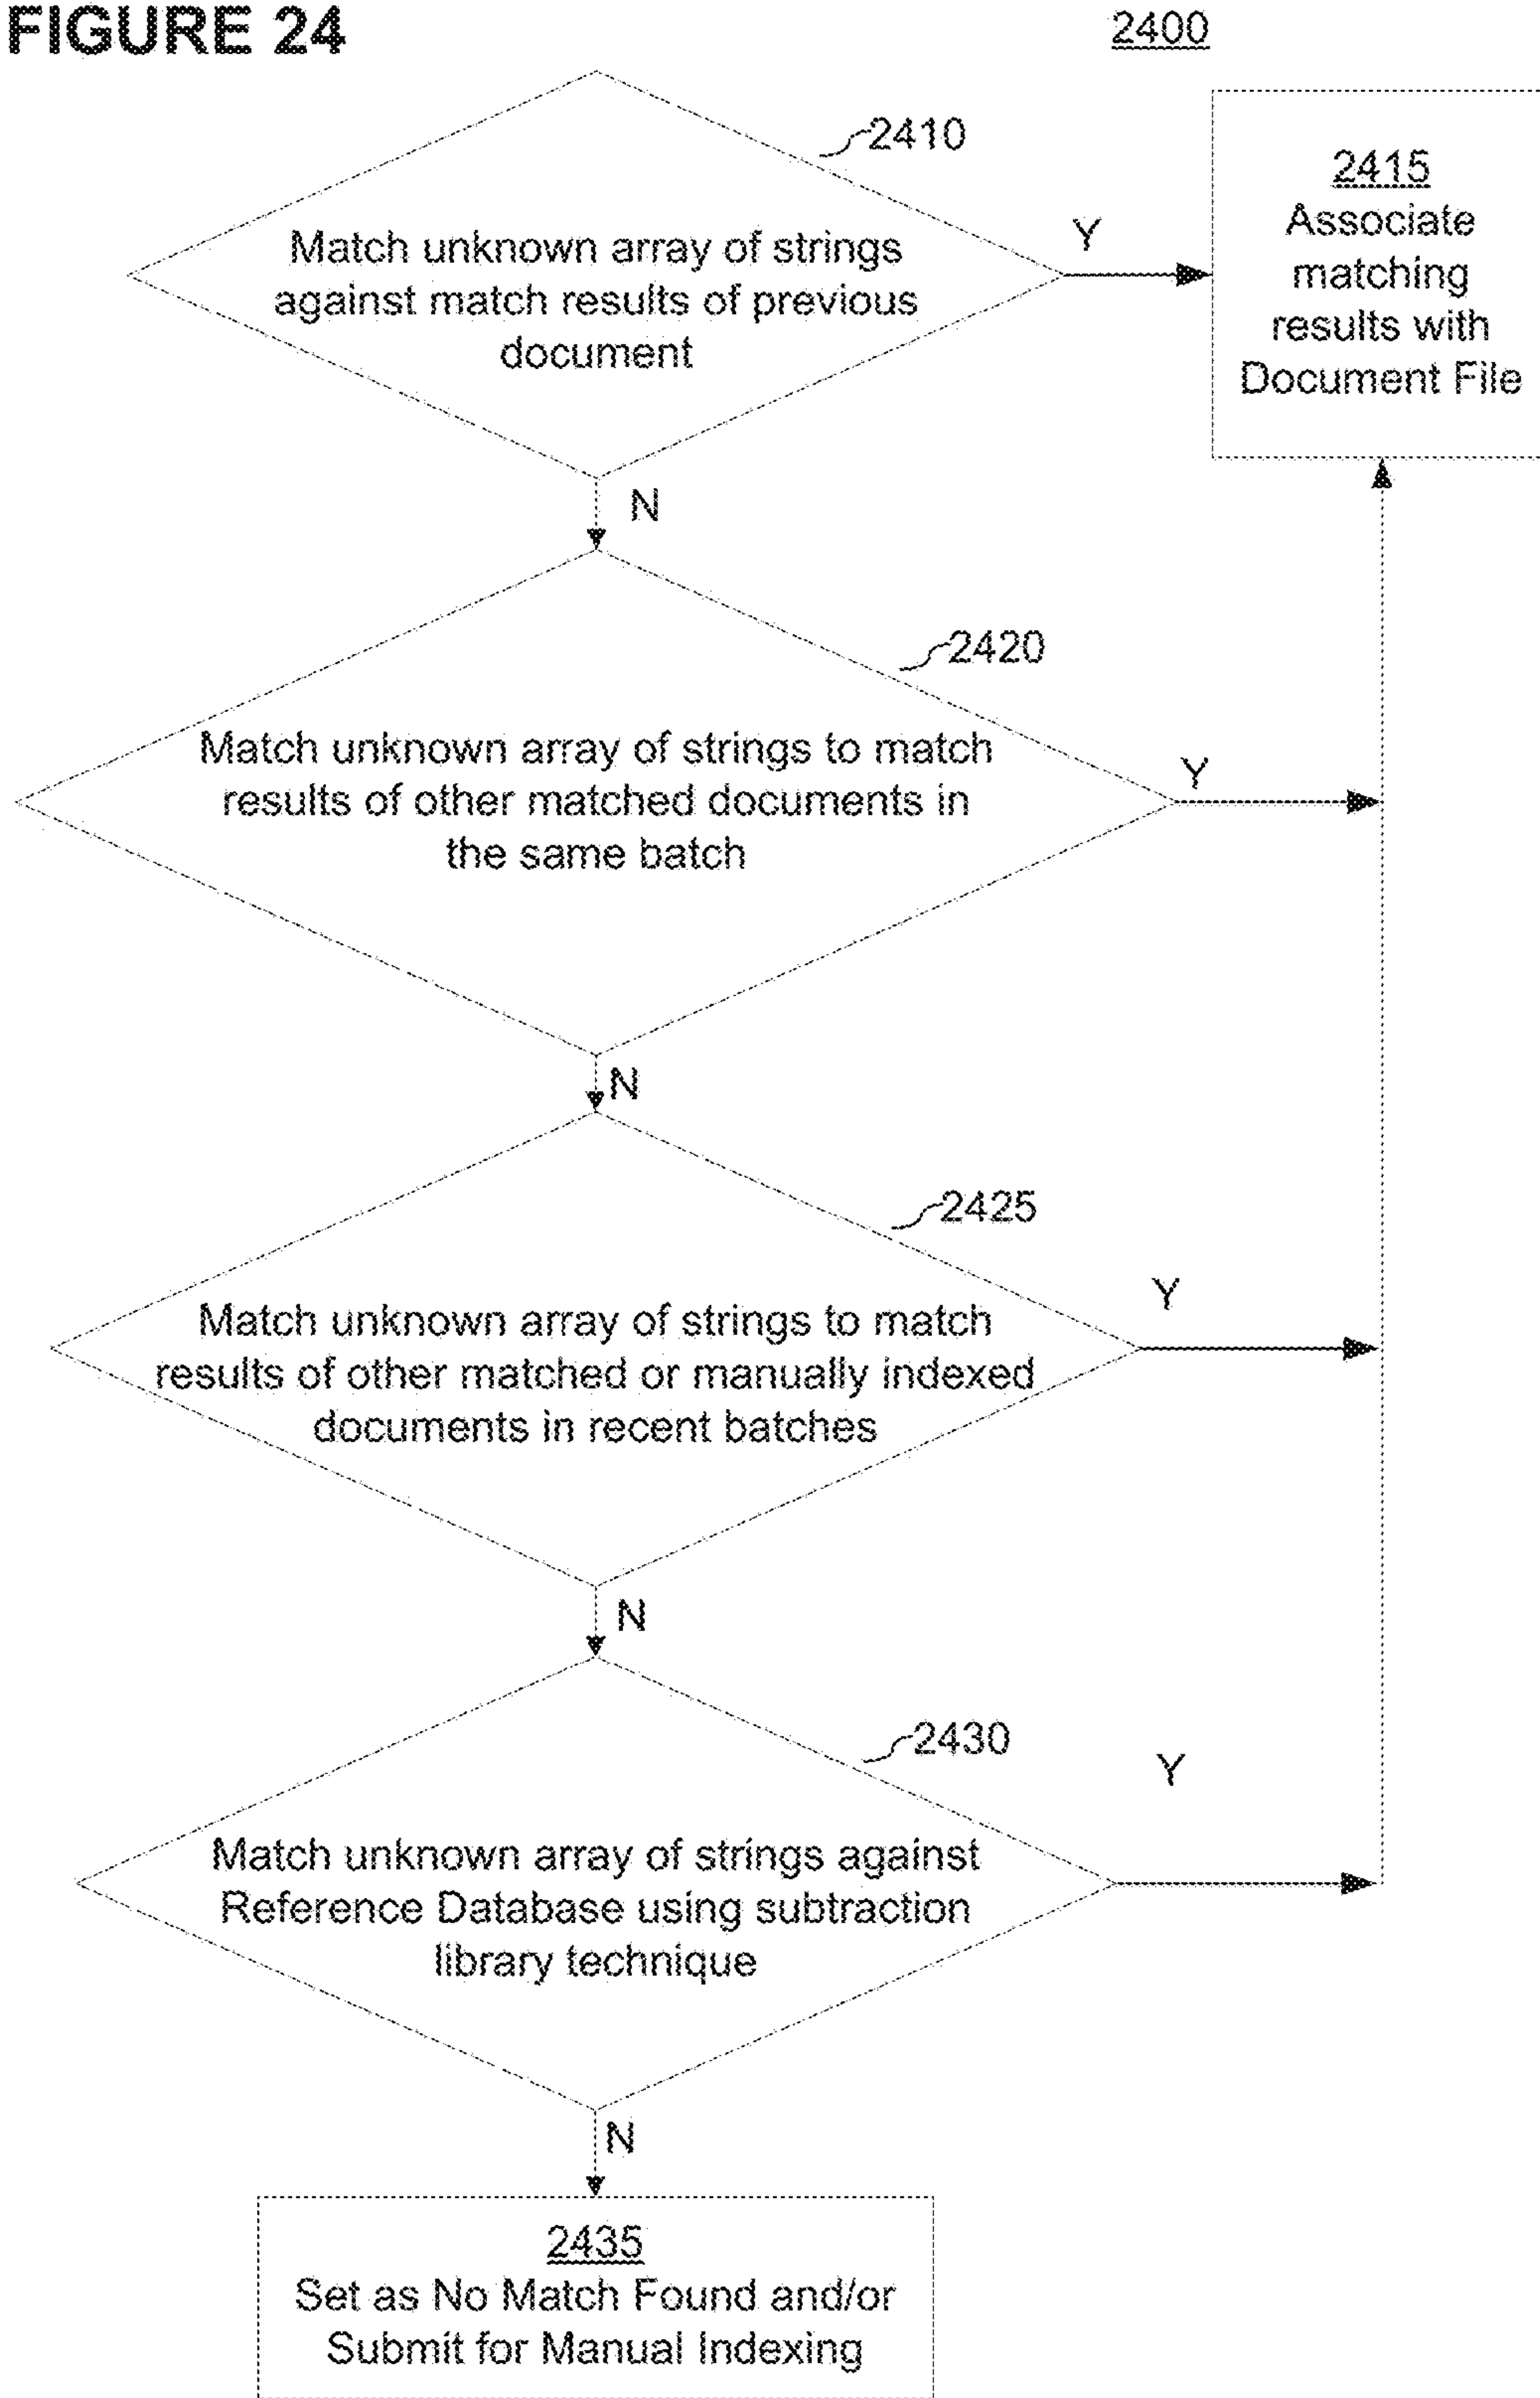 FIGURE 24
2400
2410
Match unknown array of strings
against match results of previous
document
Y
2415
Associate
matching
results with
Document File
N
2420
Match unknown array of strings to match
results of other matched documents in
the same batch
Y
N
2425
Match unknown array of strings to match
results of other matched or manually indexed
documents in recent batches
Y
N
2430
Match unknown array of strings against
Reference Database using subtraction
library technique
Y
N
2435
Set as No Match Found and/or
Submit for Manual Indexing